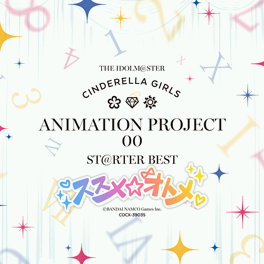 THE IDOLM@STER
CINDERELLA GIRLS
ANIMATION PROJECT
00
ST@RTER BEST
ススメ☆オトメ
©BANDAI NAMCO Games Inc.
COCX-39035